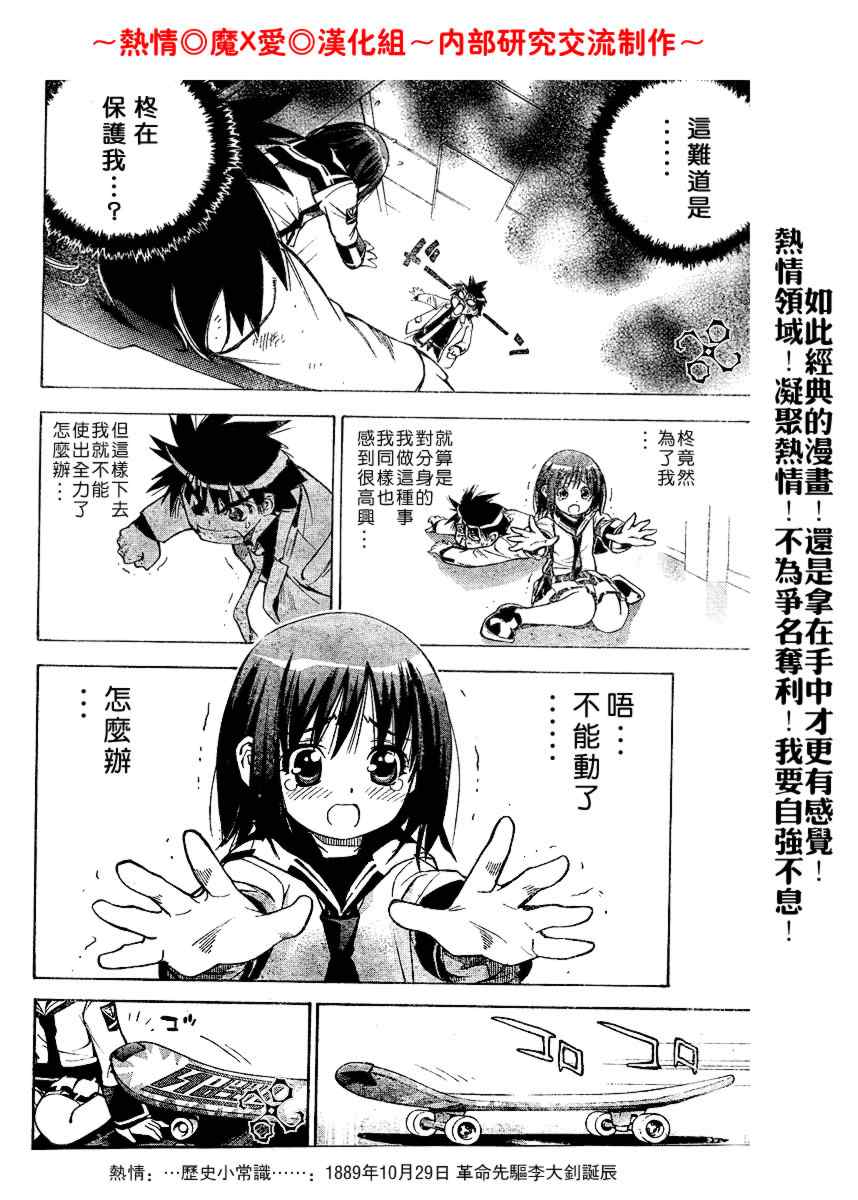 ～熱情◎魔X愛◎漢化組～内部研究交流制作～
這難道是
……
柊在
保護我…？
柊竟然
為了我
…
就算是
對分身的
我做這種事
我同樣也
感到很高興
…
但這樣下去
我就不能
使出全力了
怎麼辦…
唔…
不能動了
……
怎麼辦
…
コロ
コロ
ゴ
如此經典的漫畫！還是拿在手中才更有感覺！
熱情領域！凝聚熱情！不為爭名奪利！我要自強不息！
熱情：…歷史小常識……：1889年10月29日 革命先驅李大釗誕辰